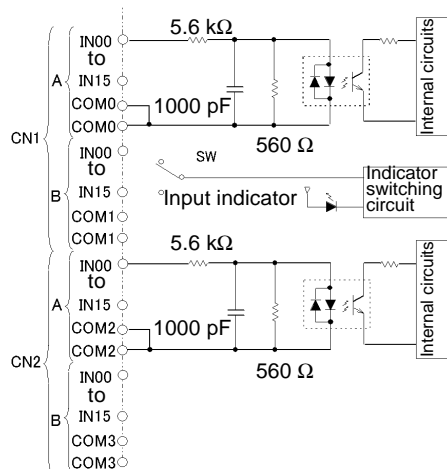 IN00
to
A
IN15
COM0
COM0
CN1
IN00
to
B
IN15
COM1
COM1
5.6 kΩ
1000 pF
560 Ω
Internal circuits
SW
Input indicator
Indicator
switching
circuit
IN00
to
A
IN15
COM2
COM2
CN2
IN00
to
B
IN15
COM3
COM3
5.6 kΩ
1000 pF
560 Ω
Internal circuits